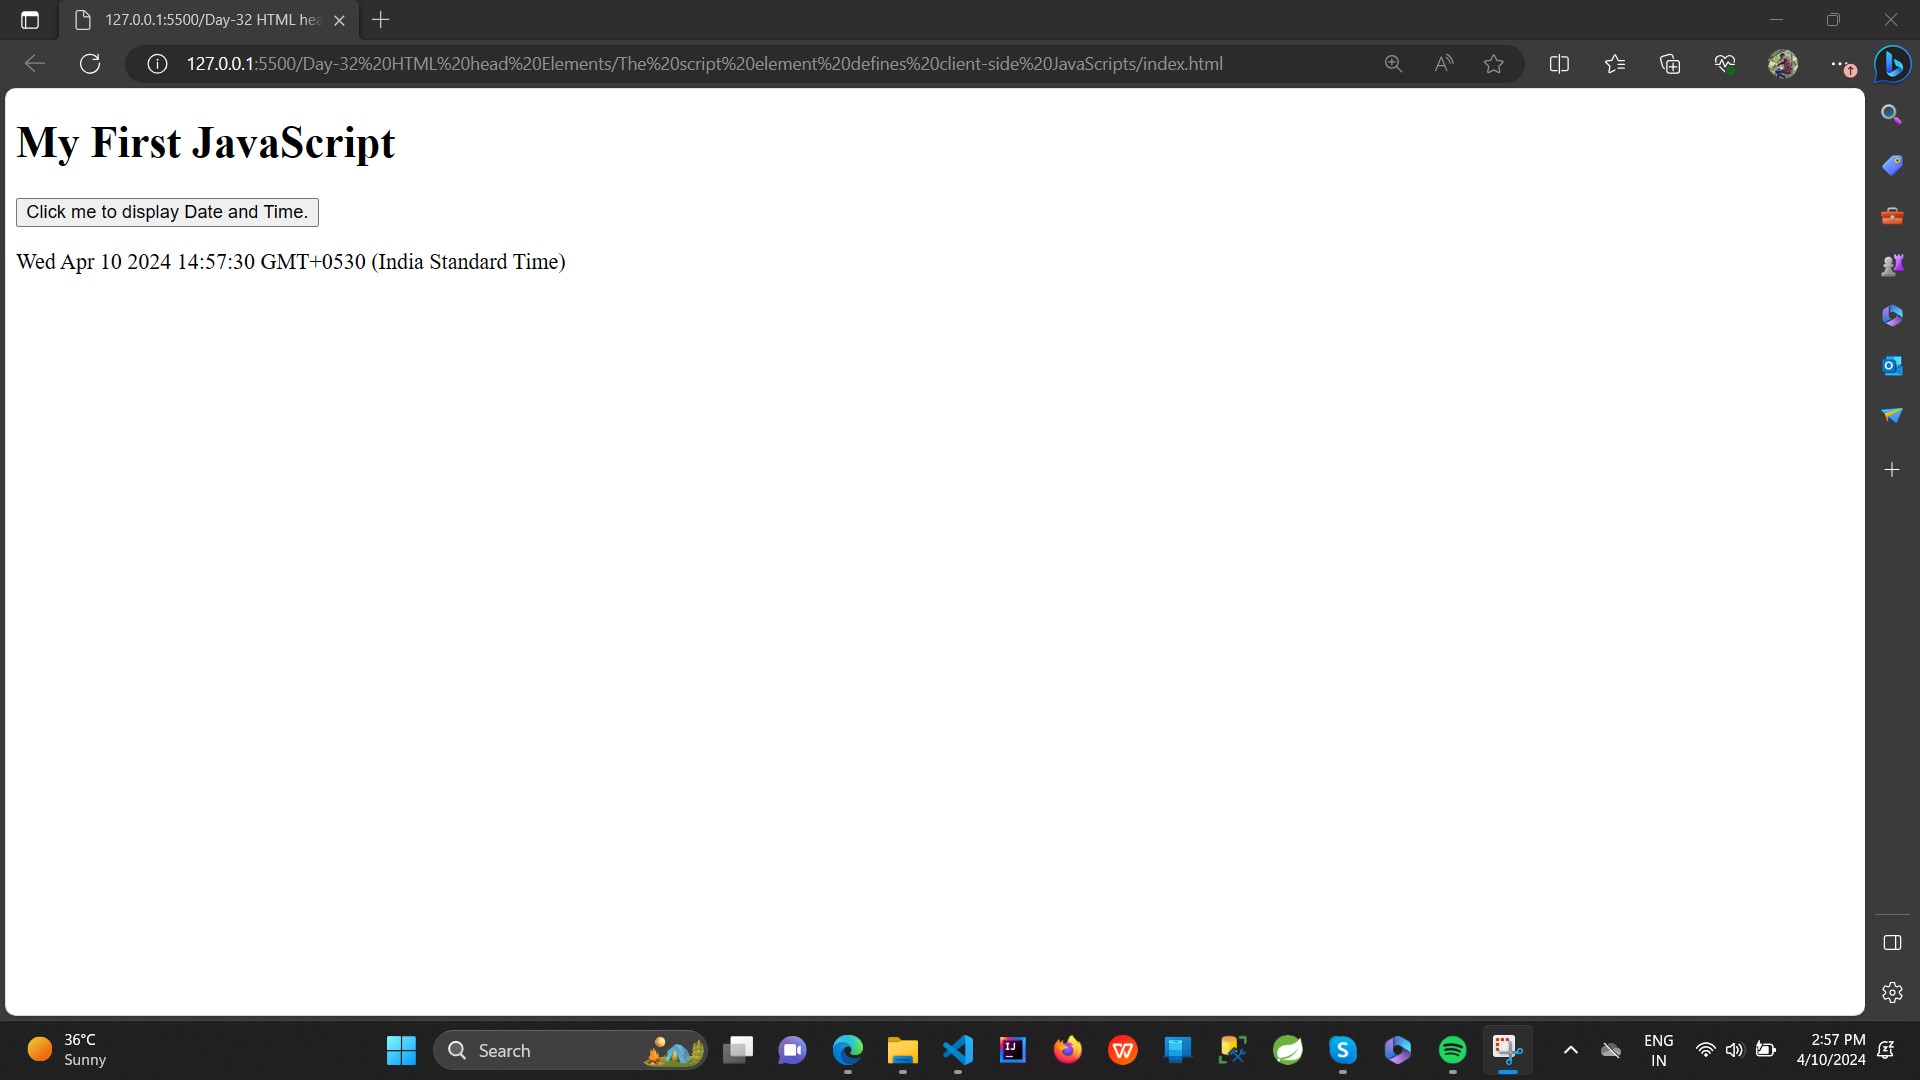 127.0.0.1:5500/Day-32 HTML hea
127.0.0.1:5500/Day-32%20HTML%20head%20Elements/The%20script%20element%20defines%20client-side%20JavaScripts/index.html
My First JavaScript
Click me to display Date and Time.
Wed Apr 10 2024 14:57:30 GMT+0530 (India Standard Time)
36°C
Sunny
Search
ENG
IN
2:57 PM
4/10/2024